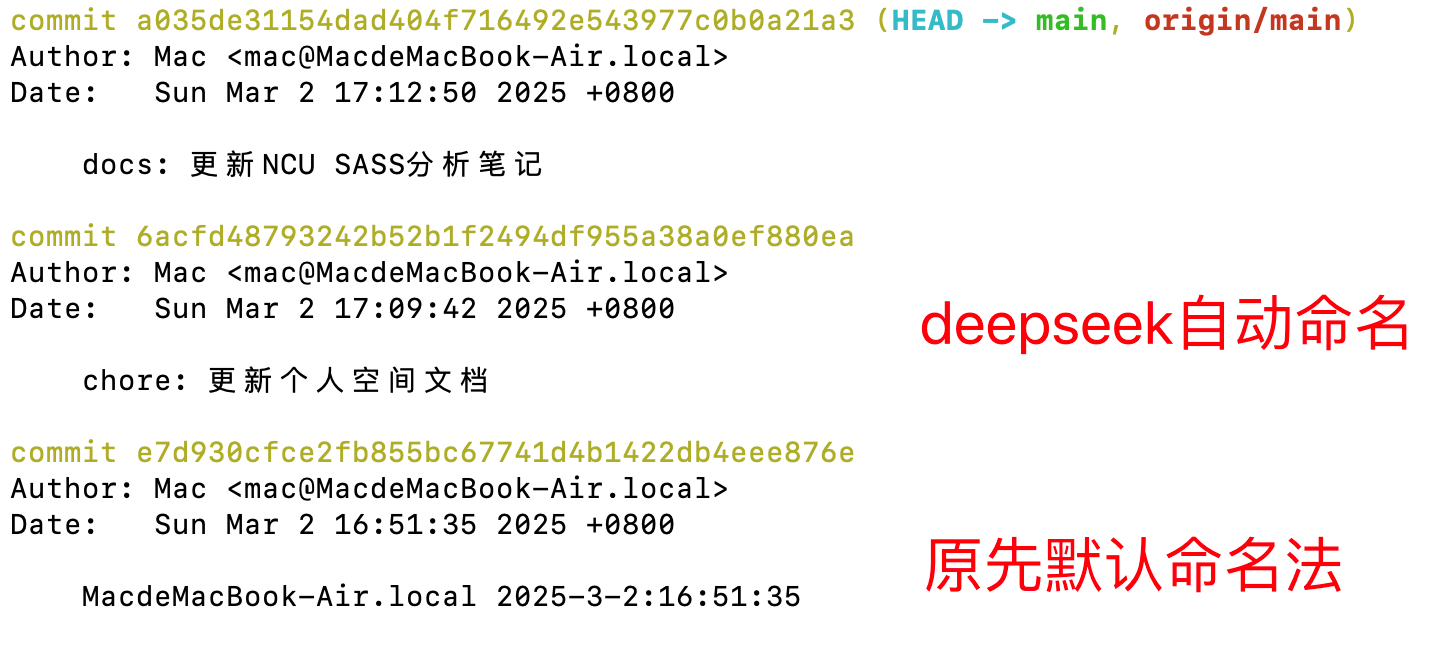 commit a035de31154dad404f716492e543977c0b0a21a3 (HEAD -> main, origin/main)
Author: Mac <mac@MacdeMacBook-Air.local>
Date:   Sun Mar 2 17:12:50 2025 +0800
docs: 更新NCU SASS分析笔记
commit 6acfd48793242b52b1f2494df955a38a0ef880ea
Author: Mac <mac@MacdeMacBook-Air.local>
Date:   Sun Mar 2 17:09:42 2025 +0800
deepseek自动命名
chore: 更新个人空间文档
commit e7d930cfce2fb855bc67741d4b1422db4eee876e
Author: Mac <mac@MacdeMacBook-Air.local>
Date:   Sun Mar 2 16:51:35 2025 +0800
原先默认命名法
MacdeMacBook-Air.local 2025-3-2:16:51:35